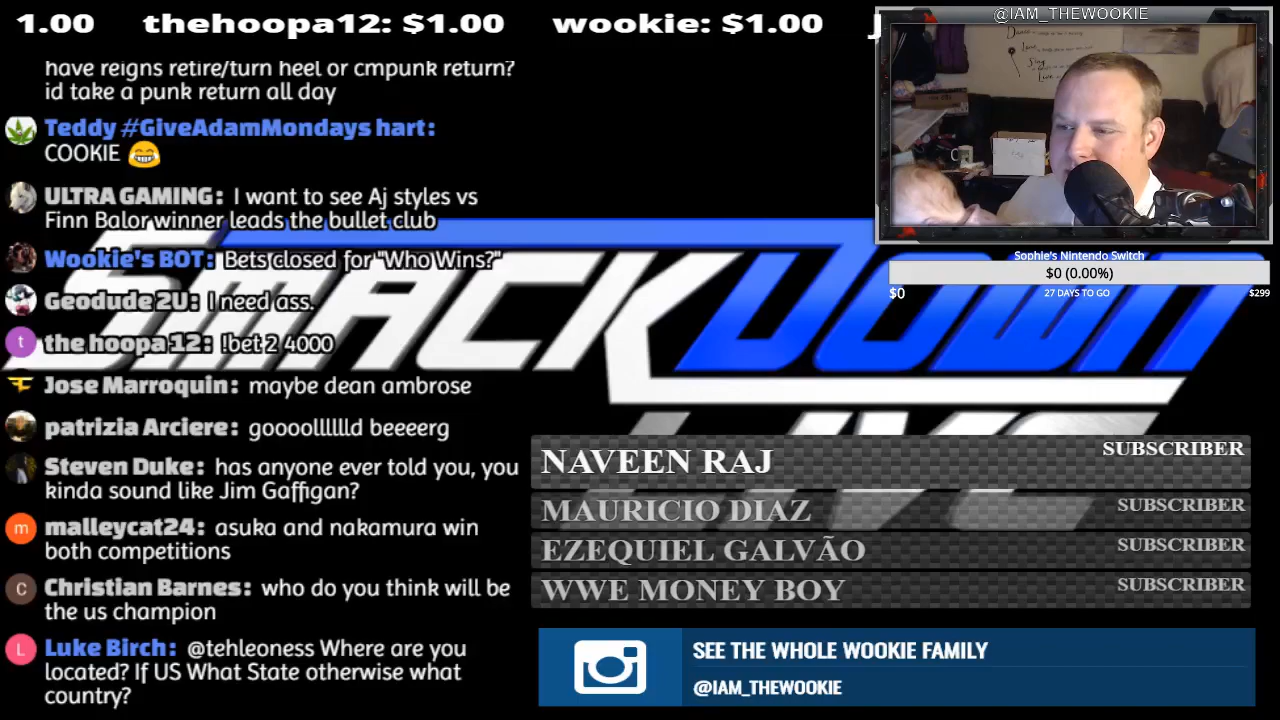 1.00 thehoopa12: $1.00 wookie: $1.00
@IAM_THEWOOKIE
have reigns retire/turn heel or cmpunk return?
id take a punk return all day
Teddy #GiveAdamMondays hart:
COOKIE 😂
ULTRA GAMING: I want to see Aj styles vs
Finn Balor winner leads the bullet club
Wookie's BOT: Bets closed for "Who Wins?"
Geodude 2U: I need ass.
the hoopa 12: !bet 2 4000
Jose Marroquin: maybe dean ambrose
patrizia Arciere: goooollllllld beeeerg
Steven Duke: has anyone ever told you, you
kinda sound like Jim Gaffigan?
malleycat24: asuka and nakamura win
both competitions
Christian Barnes: who do you think will be
the us champion
Luke Birch: @tehleoness Where are you
located? If US What State otherwise what
country?
Sophie's Nintendo Switch
$0 (0.00%)
$0 27 DAYS TO GO $299
SMACKDOWN
LIVE
NAVEEN RAJ SUBSCRIBER
MAURICIO DIAZ SUBSCRIBER
EZEQUIEL GALVÃO SUBSCRIBER
WWE MONEY BOY SUBSCRIBER
SEE THE WHOLE WOOKIE FAMILY
@IAM_THEWOOKIE